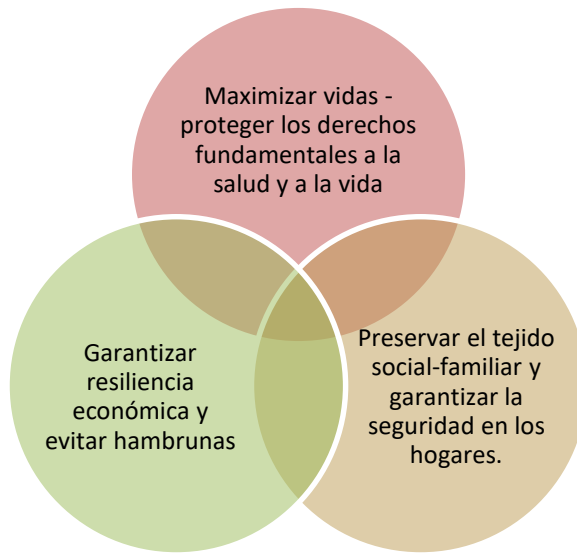 Maximizar vidas -
proteger los derechos
fundamentales a la
salud y a la vida
Garantizar
resiliencia
económica y
evitar hambrunas
Preservar el tejido
social-familiar y
garantizar la
seguridad en los
hogares.